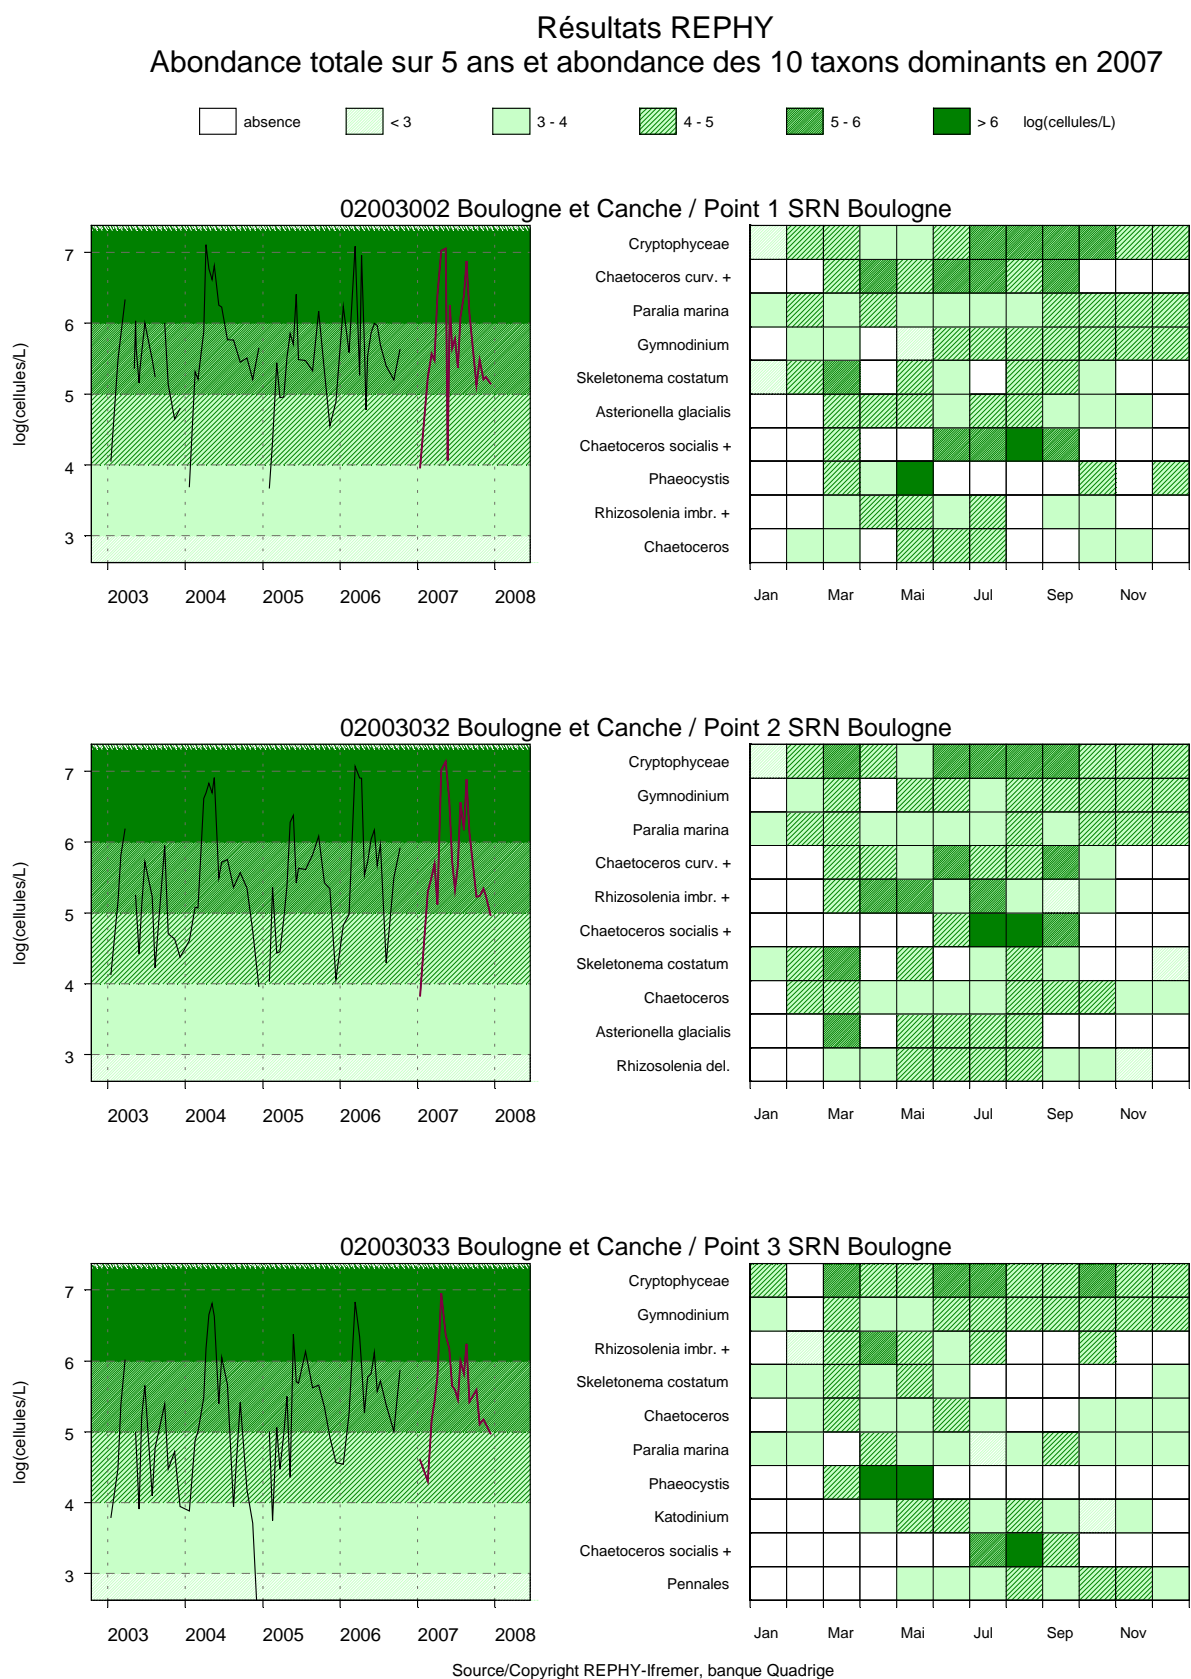 Résultats REPHY
Abondance totale sur 5 ans et abondance des 10 taxons dominants en 2007
absence < 3 3 - 4 4 - 5 5 - 6 > 6 log(cellules/L)
02003002 Boulogne et Canche / Point 1 SRN Boulogne
log(cellules/L)
7
6
5
4
3
2003 2004 2005 2006 2007 2008
Cryptophyceae
Chaetoceros curv. +
Paralia marina
Gymnodinium
Skeletonema costatum
Asterionella glacialis
Chaetoceros socialis +
Phaeocystis
Rhizosolenia imbr. +
Chaetoceros
Jan Mar Mai Jul Sep Nov
02003032 Boulogne et Canche / Point 2 SRN Boulogne
log(cellules/L)
7
6
5
4
3
2003 2004 2005 2006 2007 2008
Cryptophyceae
Gymnodinium
Paralia marina
Chaetoceros curv. +
Rhizosolenia imbr. +
Chaetoceros socialis +
Skeletonema costatum
Chaetoceros
Asterionella glacialis
Rhizosolenia del.
Jan Mar Mai Jul Sep Nov
02003033 Boulogne et Canche / Point 3 SRN Boulogne
log(cellules/L)
7
6
5
4
3
2003 2004 2005 2006 2007 2008
Cryptophyceae
Gymnodinium
Rhizosolenia imbr. +
Skeletonema costatum
Chaetoceros
Paralia marina
Phaeocystis
Katodinium
Chaetoceros socialis +
Pennales
Jan Mar Mai Jul Sep Nov
Source/Copyright REPHY-Ifremer, banque Quadrige